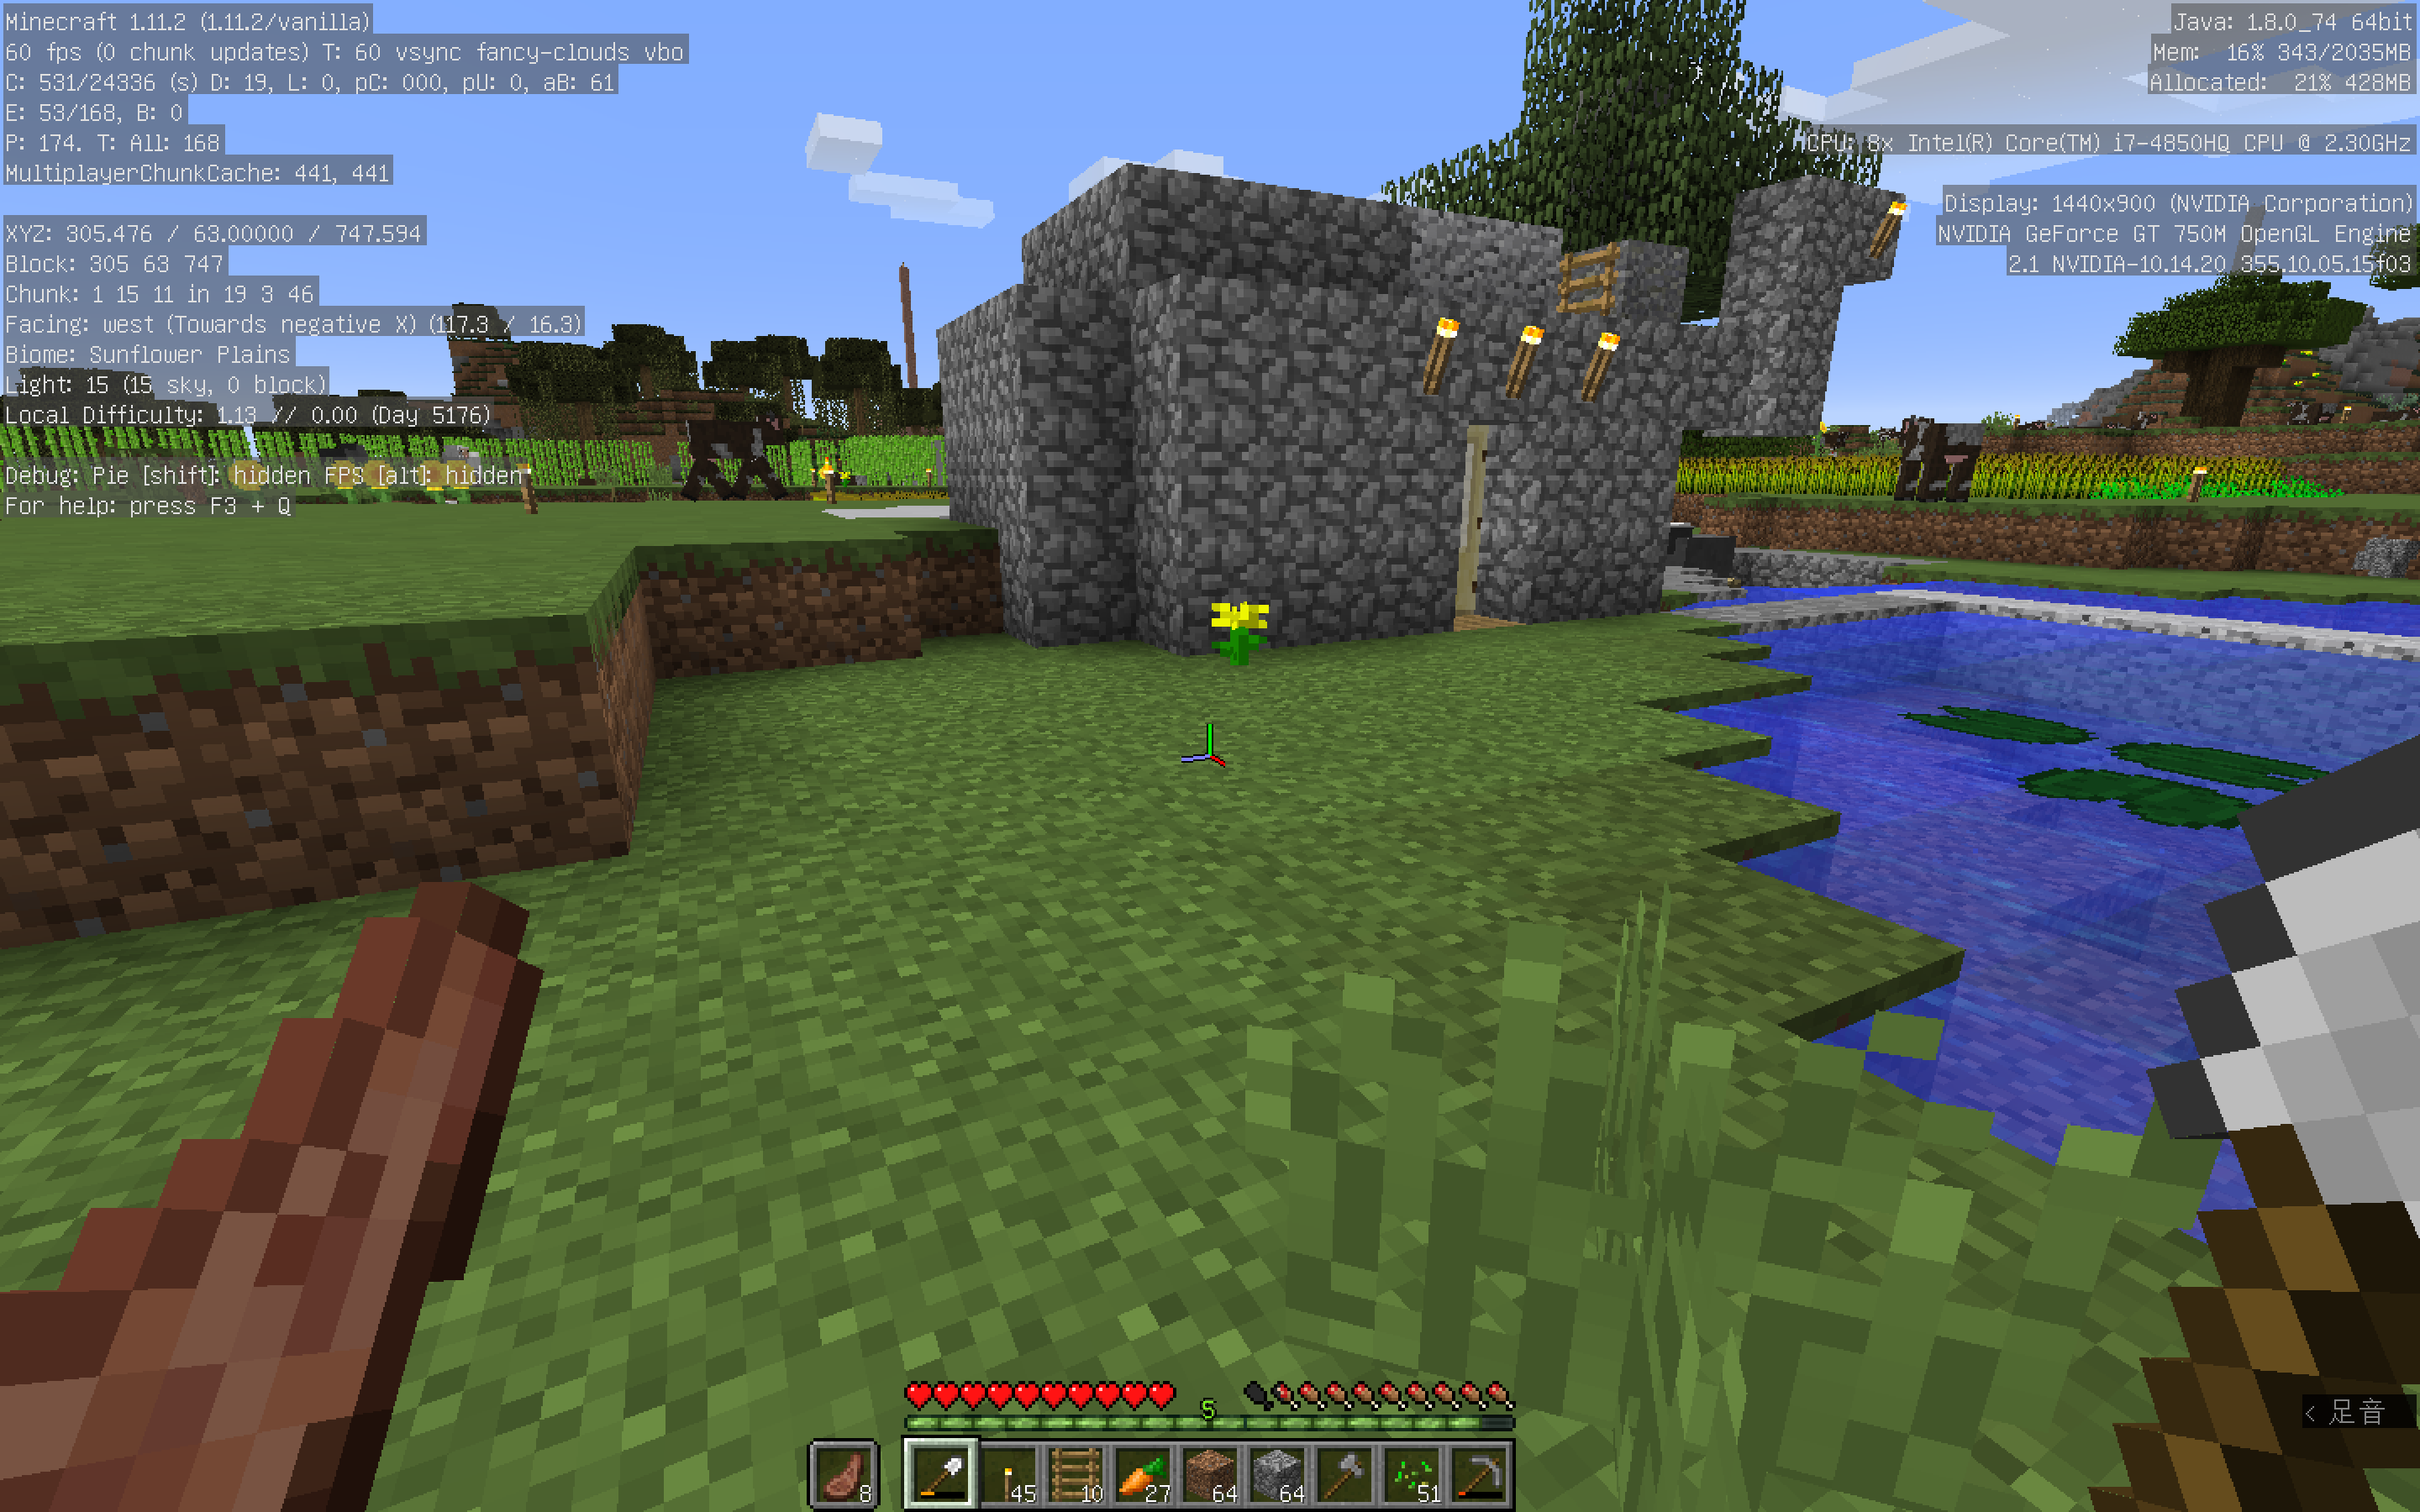 Minecraft 1.11.2 (1.11.2/vanilla)
60 fps (0 chunk updates) T: 60 vsync fancy-clouds vbo
C: 531/24336 (s) D: 19, L: 0, pC: 000, pU: 0, aB: 61
E: 53/168, B: 0
P: 174. T: All: 168
MultiplayerChunkCache: 441, 441
XYZ: 305.476 / 63.00000 / 747.594
Block: 305 63 747
Chunk: 1 15 11 in 19 3 46
Facing: west (Towards negative X) (117.3 / 16.3)
Biome: Sunflower Plains
Light: 15 (15 sky, 0 block)
Local Difficulty: 1.13 // 0.00 (Day 5176)
Debug: Pie [shift]: hidden FPS [alt]: hidden
For help: press F3 + Q
Java: 1.8.0_74 64bit
Mem: 16% 343/2035MB
Allocated: 21% 428MB
CPU: 8x Intel(R) Core(TM) i7-4850HQ CPU @ 2.30GHz
Display: 1440x900 (NVIDIA Corporation)
NVIDIA GeForce GT 750M OpenGL Engine
2.1 NVIDIA-10.14.20 355.10.05.15f03
< 足音
5
8 45 10 27 64 64 51